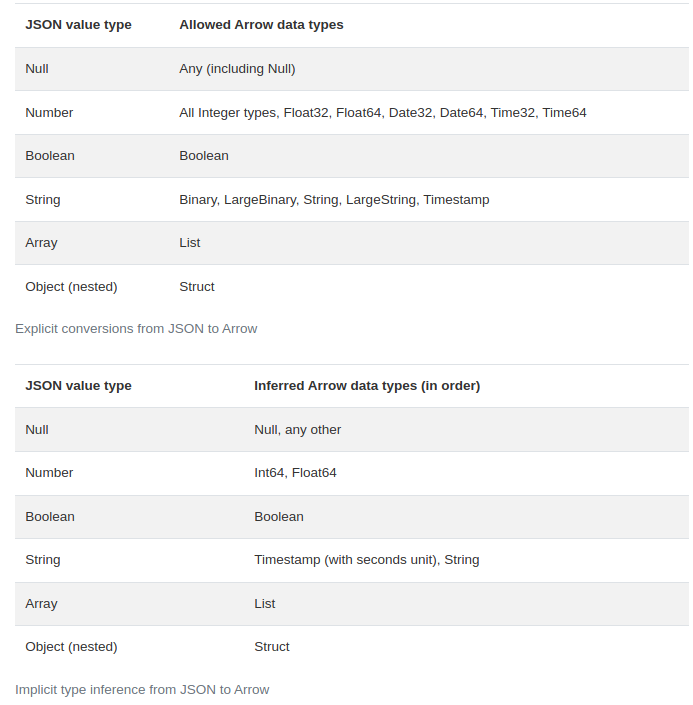 JSON value type Allowed Arrow data types
Null Any (including Null)
Number All Integer types, Float32, Float64, Date32, Date64, Time32, Time64
Boolean Boolean
String Binary, LargeBinary, String, LargeString, Timestamp
Array List
Object (nested) Struct
Explicit conversions from JSON to Arrow
JSON value type Inferred Arrow data types (in order)
Null Null, any other
Number Int64, Float64
Boolean Boolean
String Timestamp (with seconds unit), String
Array List
Object (nested) Struct
Implicit type inference from JSON to Arrow